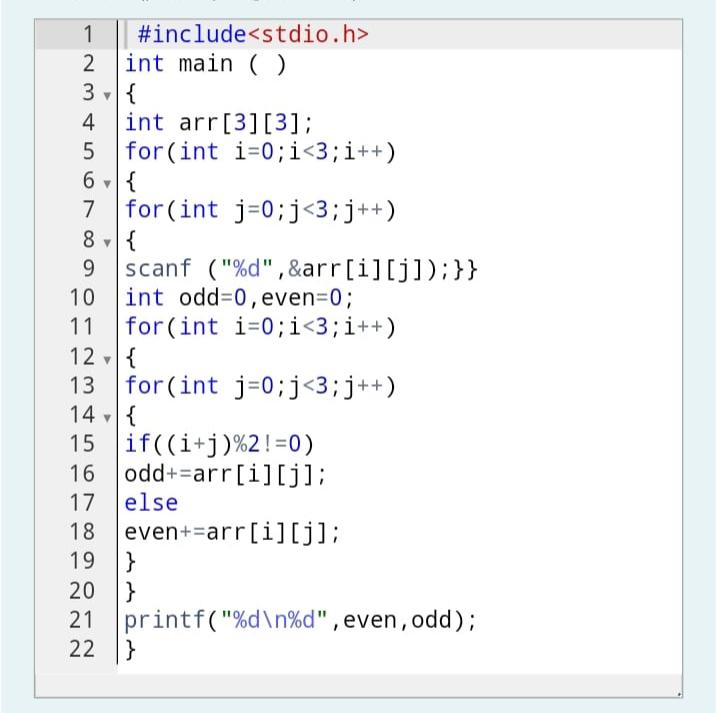 1 #include<stdio.h>
2 int main ( )
3 {
4 int arr[3][3];
5 for(int i=0;i<3;i++)
6 {
7 for(int j=0;j<3;j++)
8 {
9 scanf ("%d",&arr[i][j]);}}
10 int odd=0,even=0;
11 for(int i=0;i<3;i++)
12 {
13 for(int j=0;j<3;j++)
14 {
15 if((i+j)%2!=0)
16 odd+=arr[i][j];
17 else
18 even+=arr[i][j];
19 }
20 }
21 printf("%d\n%d",even,odd);
22 }